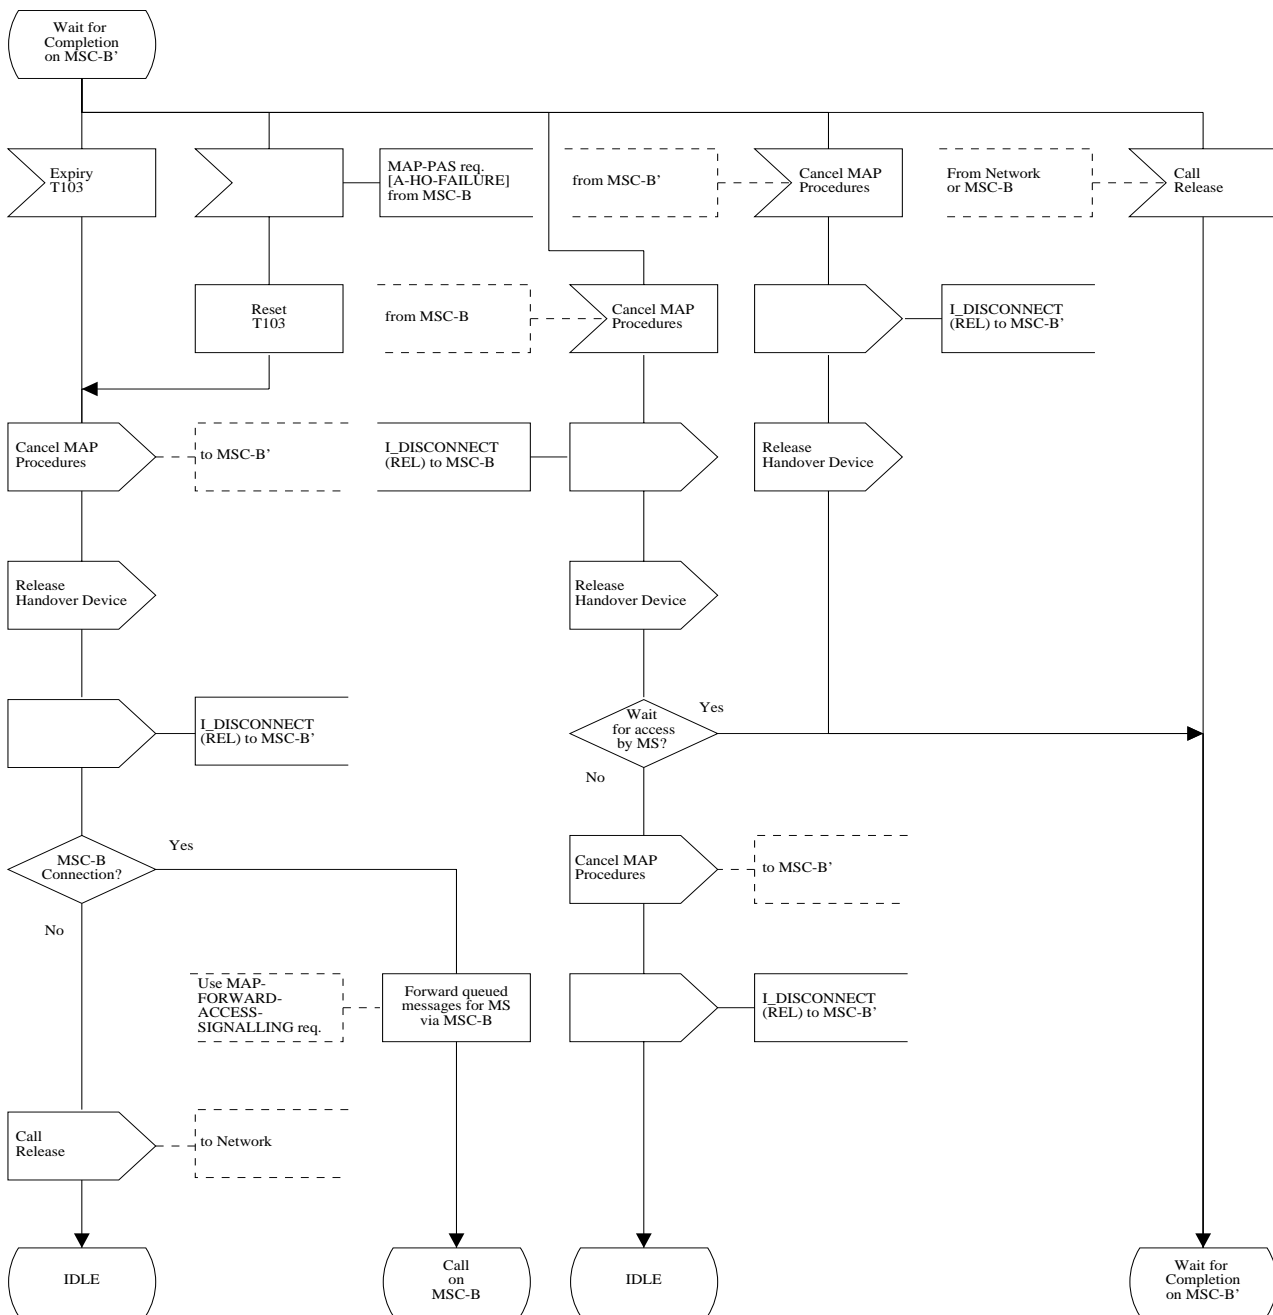 Wait for
Completion
on MSC-B’
Expiry
T103
MAP-PAS req.
[A-HO-FAILURE]
from MSC-B
from MSC-B’
Cancel MAP
Procedures
From Network
or MSC-B
Call
Release
Reset
T103
from MSC-B
Cancel MAP
Procedures
I_DISCONNECT
(REL) to MSC-B’
Cancel MAP
Procedures
to MSC-B‘
I_DISCONNECT
(REL) to MSC-B
Release
Handover Device
Release
Handover Device
Release
Handover Device
I_DISCONNECT
(REL) to MSC-B’
Wait
for access
by MS?
Yes
No
MSC-B
Connection?
Yes
No
Cancel MAP
Procedures
to MSC-B’
Use MAP-
FORWARD-
ACCESS-
SIGNALLING req.
Forward queued
messages for MS
via MSC-B
I_DISCONNECT
(REL) to MSC-B’
Call
Release
to Network
IDLE
Call
on
MSC-B
IDLE
Wait for
Completion
on MSC-B’